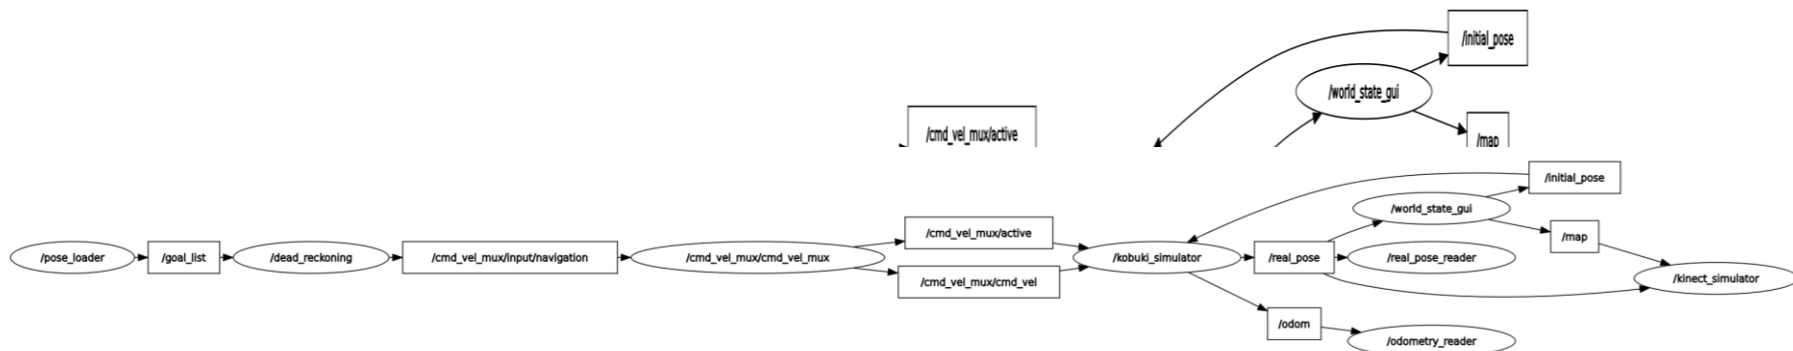 /initial_pose
/world_state_gui
/cmd_vel_mux/active
/map
/initial_pose
/world_state_gui
/cmd_vel_mux/active
/map
/pose_loader
/goal_list
/dead_reckoning
/cmd_vel_mux/input/navigation
/cmd_vel_mux/cmd_vel_mux
/kobuki_simulator
/real_pose
/real_pose_reader
/cmd_vel_mux/cmd_vel
/kinect_simulator
/odom
/odometry_reader